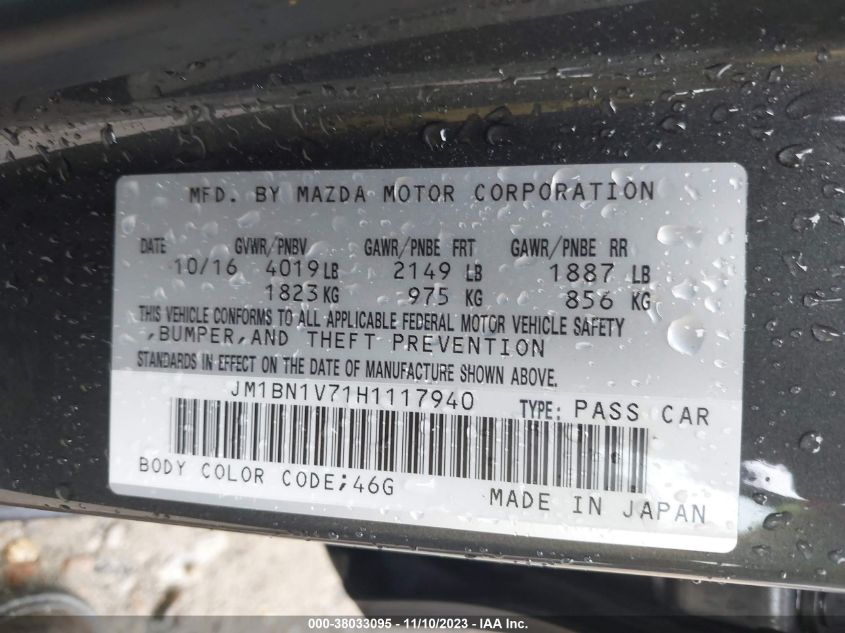 MFD. BY MAZDA MOTOR CORPORATION
DATE GVWR/PNBV GAWR/PNBE FRT GAWR/PNBE RR
10/16 4019 LB 2149 LB 1887 LB
1823 KG 975 KG 856 KG
THIS VEHICLE CONFORMS TO ALL APPLICABLE FEDERAL MOTOR VEHICLE SAFETY
,BUMPER,AND THEFT PREVENTION
STANDARDS IN EFFECT ON THE DATE OF MANUFACTURE SHOWN ABOVE.
JM1BN1V71H1117940 TYPE: PASS CAR
BODY COLOR CODE;46G MADE IN JAPAN
000-38033095 - 11/10/2023 - IAA Inc.